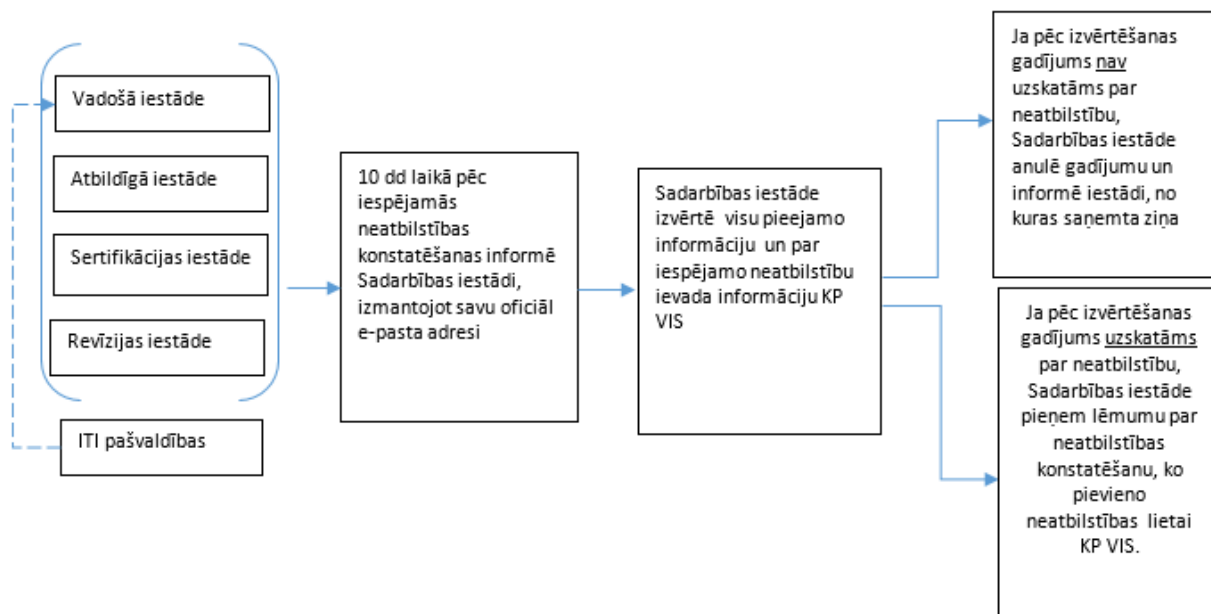 Vadošā iestāde
Atbildīgā iestāde
Sertifikācijas iestāde
Revīzijas iestāde
ITI pašvaldības
10 dd laikā pēc
iespējamās
neatbilstības
konstatēšanas informē
Sadarbības iestādi,
izmantojot savu oficiāl
e-pasta adresi
Sadarbības iestāde
izvērtē visu pieejamo
informāciju un par
iespējamo neatbilstību
ievada informāciju KP
VIS
Ja pēc izvērtēšanas
gadījums nav
uzskatāms par
neatbilstību,
Sadarbības iestāde
anulē gadījumu un
informē iestādi, no
kuras saņemta ziņa
Ja pēc izvērtēšanas
gadījums uzskatāms
par neatbilstību,
Sadarbības iestāde
pieņem lēmumu par
neatbilstības
konstatēšanu, ko
pievieno
neatbilstības lietai
KP VIS.